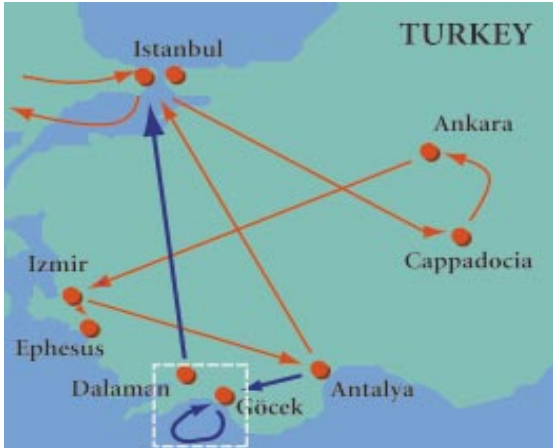 Istanbul
TURKEY
Ankara
Cappadocia
Izmir
Ephesus
Dalaman
Göcek
Antalya